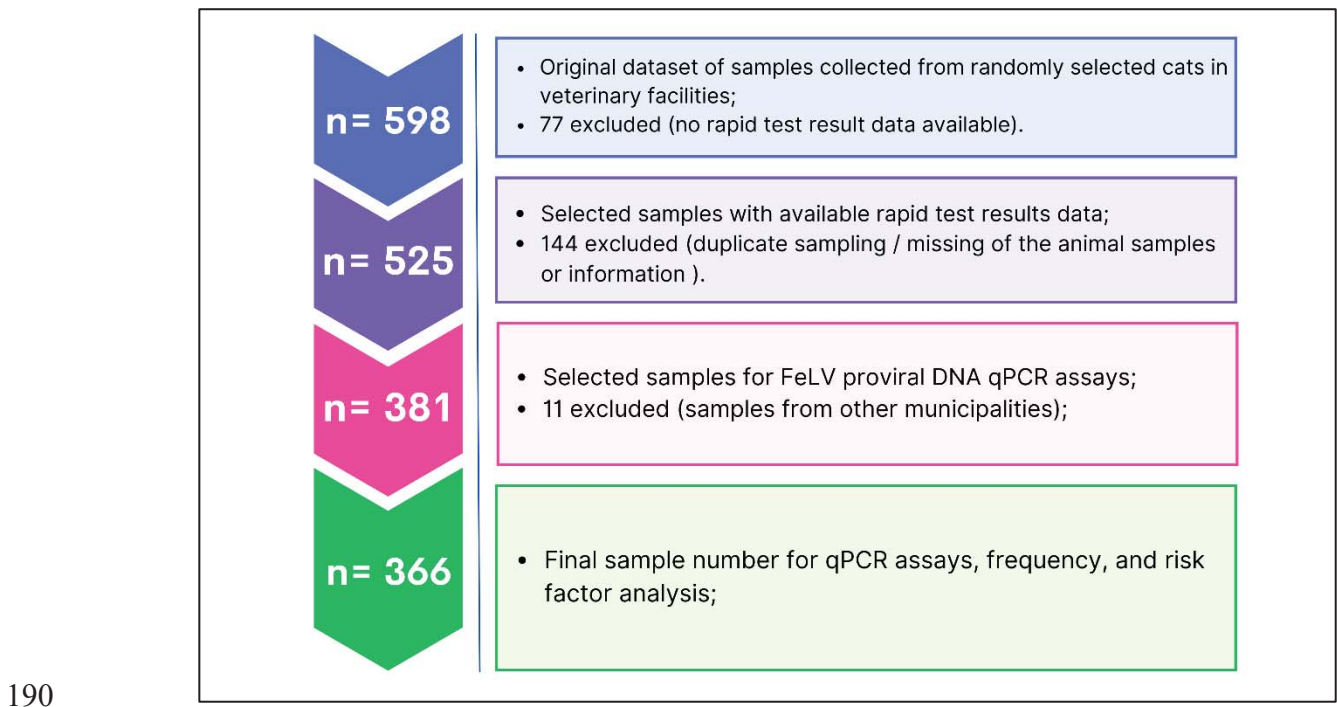 n= 598
• Original dataset of samples collected from randomly selected cats in
veterinary facilities;
• 77 excluded (no rapid test result data available).
n= 525
• Selected samples with available rapid test results data;
• 144 excluded (duplicate sampling / missing of the animal samples
or information ).
n= 381
• Selected samples for FeLV proviral DNA qPCR assays;
• 11 excluded (samples from other municipalities);
n= 366
• Final sample number for qPCR assays, frequency, and risk
factor analysis;
190